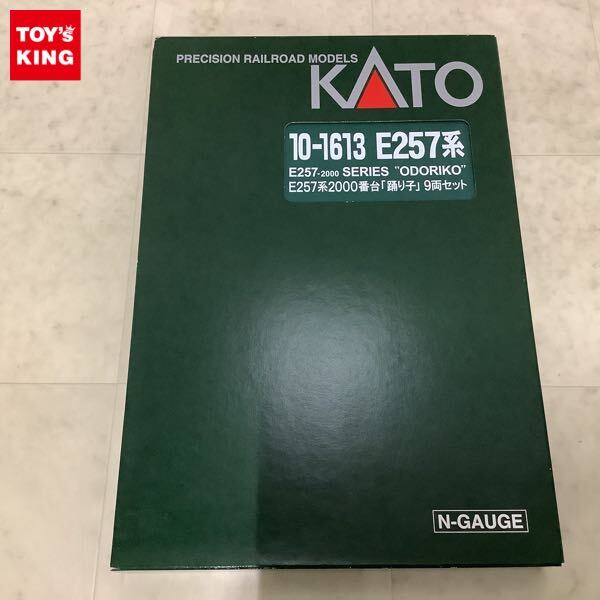 TOY'S
KING
PRECISION RAILROAD MODELS
KATO
10-1613 E257系
E257-2000 SERIES "ODORIKO"
E257系2000番台「踊り子」9両セット
N-GAUGE